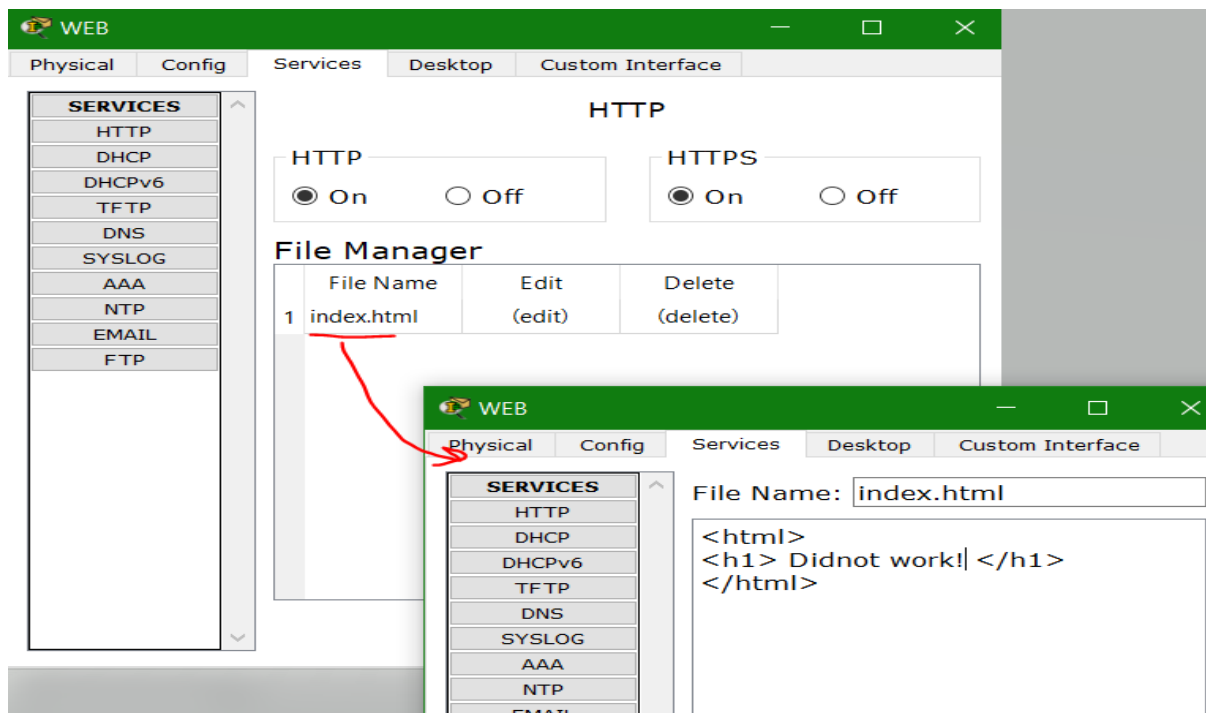 WEB
Physical Config Services Desktop Custom Interface
SERVICES
HTTP
DHCP
DHCPv6
TFTP
DNS
SYSLOG
AAA
NTP
EMAIL
FTP
HTTP
HTTP HTTPS
On Off On Off
File Manager
File Name Edit Delete
1 index.html (edit) (delete)
WEB
Physical Config Services Desktop Custom Interface
SERVICES
HTTP
DHCP
DHCPv6
TFTP
DNS
SYSLOG
AAA
NTP
EMAIL
File Name: index.html
<html>
<h1> Didnot work! </h1>
</html>